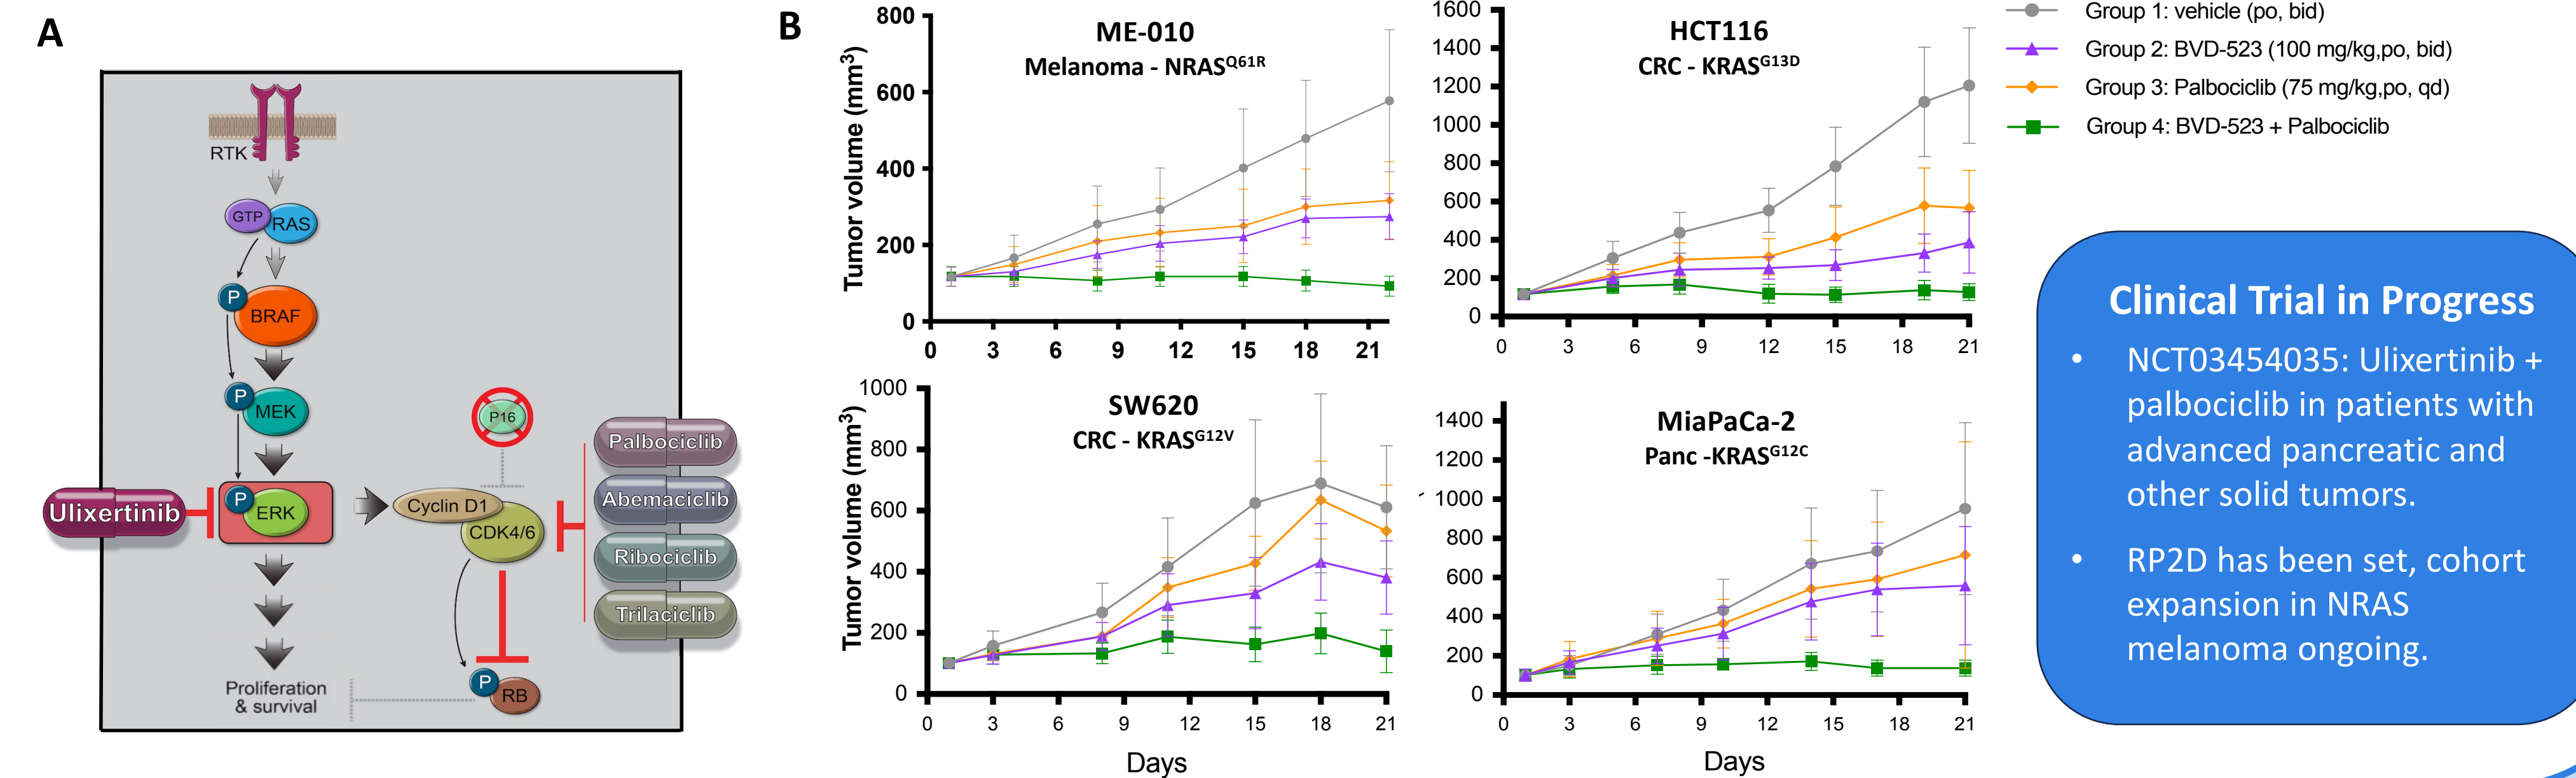 A
RTK
GTP
RAS
P
BRAF
P
MEK
P16
Palbociclib
Abemaciclib
Ribociclib
Trilaciclib
Ulixertinib
P
ERK
Cyclin D1
CDK4/6
P
RB
Proliferation
& survival
B
ME-010
Melanoma - NRASQ61R
Tumor volume (mm3)
800
600
400
200
0
0 3 6 9 12 15 18 21
HCT116
CRC - KRASG13D
1600
1400
1200
1000
800
600
400
200
0
0 3 6 9 12 15 18 21
SW620
CRC - KRASG12V
Tumor volume (mm3)
1000
800
600
400
200
0
0 3 6 9 12 15 18 21
Days
MiaPaCa-2
Panc -KRASG12C
1400
1200
1000
800
600
400
200
0
0 3 6 9 12 15 18 21
Days
Group 1: vehicle (po, bid)
Group 2: BVD-523 (100 mg/kg,po, bid)
Group 3: Palbociclib (75 mg/kg,po, qd)
Group 4: BVD-523 + Palbociclib
Clinical Trial in Progress
• NCT03454035: Ulixertinib +
palbociclib in patients with
advanced pancreatic and
other solid tumors.
• RP2D has been set, cohort
expansion in NRAS
melanoma ongoing.